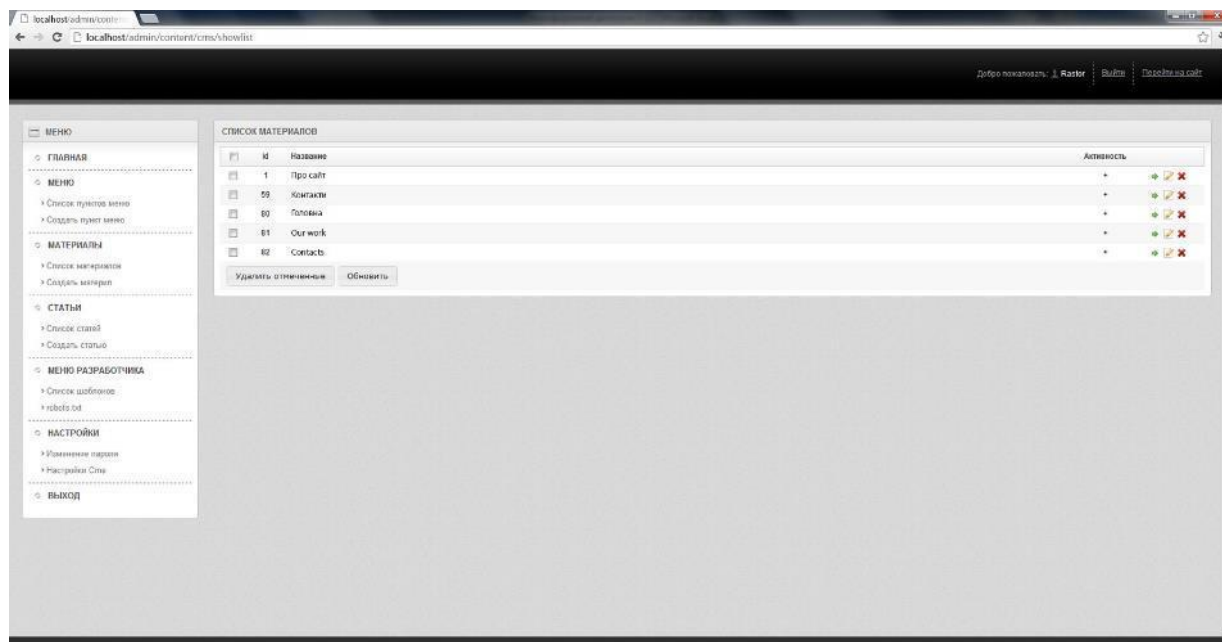 localhost/admin/conten
localhost/admin/content/cms/showlist
Добро пожаловать: Rastor Выйти Перейти на сайт
МЕНЮ
ГЛАВНАЯ
МЕНЮ
Список пунктов меню
Создать пункт меню
МАТЕРИАЛЫ
Список материалов
Создать материал
СТАТЬИ
Список статей
Создать статью
МЕНЮ РАЗРАБОТЧИКА
Список шаблонов
robots.txt
НАСТРОЙКИ
Изменение пароля
Настройки Cms
ВЫХОД
СПИСОК МАТЕРИАЛОВ
id Название Активность
1 Про сайт +
59 Контакти +
80 Головна +
81 Our work +
82 Contacts +
Удалить отмеченные Обновить